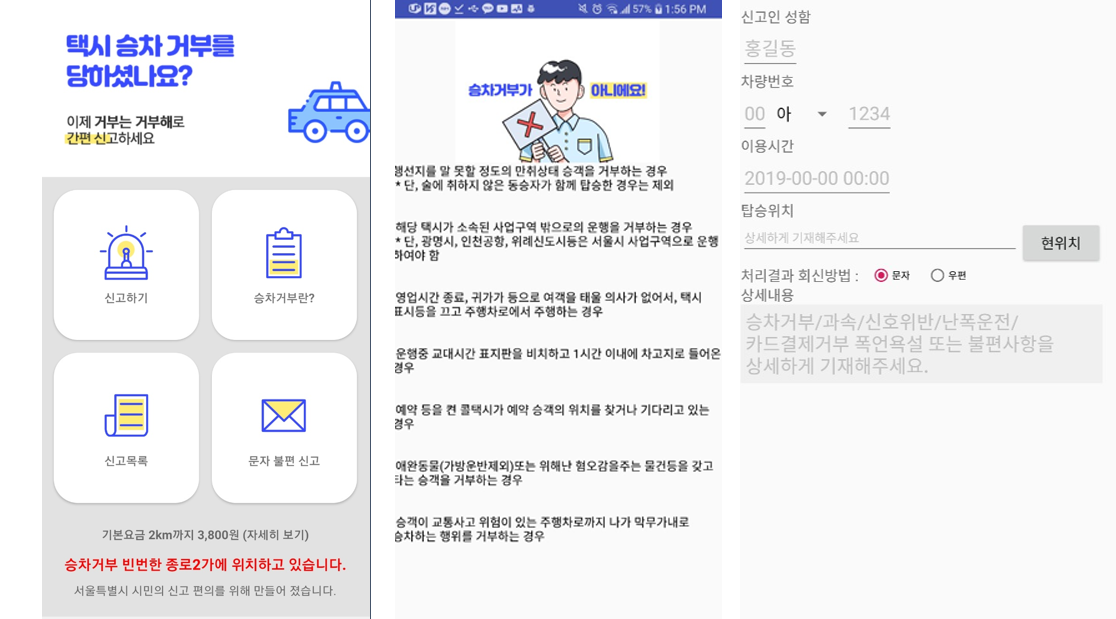 택시 승차 거부를
당하셨나요?
이제 거부는 거부해로
간편 신고하세요
신고하기
승차거부란?
신고목록
문자 불편 신고
기본요금 2km까지 3,800원 (자세히 보기)
승차거부 빈번한 종로2가에 위치하고 있습니다.
서울특별시 시민의 신고 편의를 위해 만들어 졌습니다.
57% 1:56 PM
승차거부가 아니에요!
행선지를 말 못할 정도의 만취상태 승객을 거부하는 경우
* 단, 술에 취하지 않은 동승자가 함께 탑승한 경우는 제외
해당 택시가 소속된 사업구역 밖으로의 운행을 거부하는 경우
* 단, 광명시, 인천공항, 위례신도시등은 서울시 사업구역으로 운행
하여야 함
영업시간 종료, 귀가가 등으로 여객을 태울 의사가 없어서, 택시
표시등을 끄고 주행차로에서 주행하는 경우
운행중 교대시간 표지판을 비치하고 1시간 이내에 차고지로 들어온
경우
예약 등을 켠 콜택시가 예약 승객의 위치를 찾거나 기다리고 있는
경우
애완동물(가방운반제외)또는 위해난 혐오감을주는 물건등을 갖고
타는 승객을 거부하는 경우
승객이 교통사고 위험이 있는 주행차로까지 나가 막무가내로
승차하는 행위를 거부하는 경우
신고인 성함
홍길동
차량번호
00 아 1234
이용시간
2019-00-00 00:00
탑승위치
상세하게 기재해주세요 현위치
처리결과 회신방법 : 문자 우편
상세내용
승차거부/과속/신호위반/난폭운전/
카드결제거부 폭언욕설 또는 불편사항을
상세하게 기재해주세요.